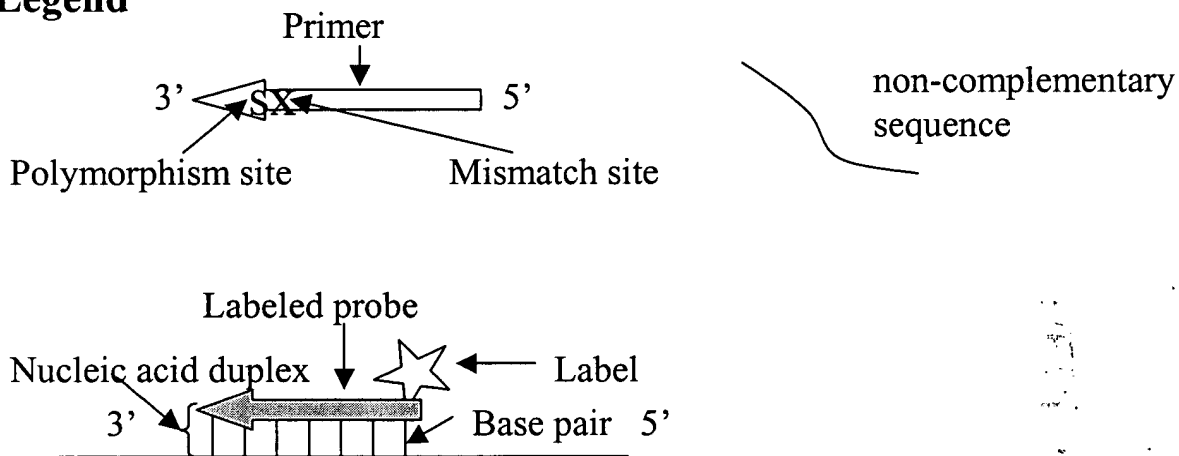 Legend
Primer
3’ SX 5’
Polymorphism site Mismatch site
non-complementary
sequence
Labeled probe
Nucleic acid duplex Label
3’ Base pair 5’